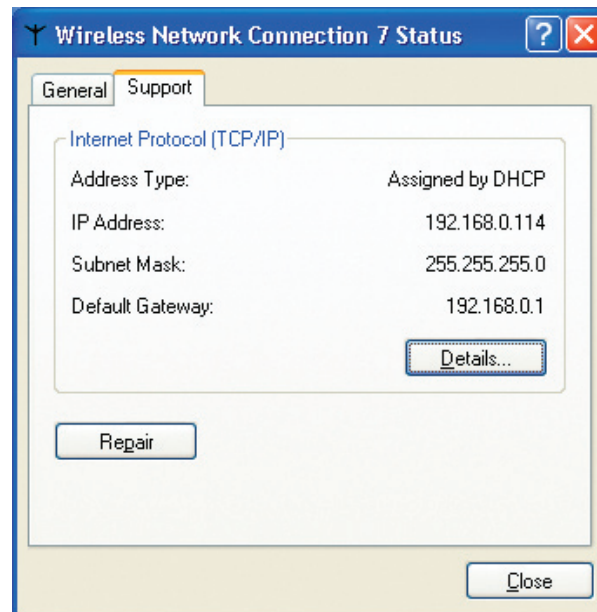 Wireless Network Connection 7 Status
General Support
Internet Protocol (TCP/IP)
Address Type: Assigned by DHCP
IP Address: 192.168.0.114
Subnet Mask: 255.255.255.0
Default Gateway: 192.168.0.1
Details...
Repair
Close